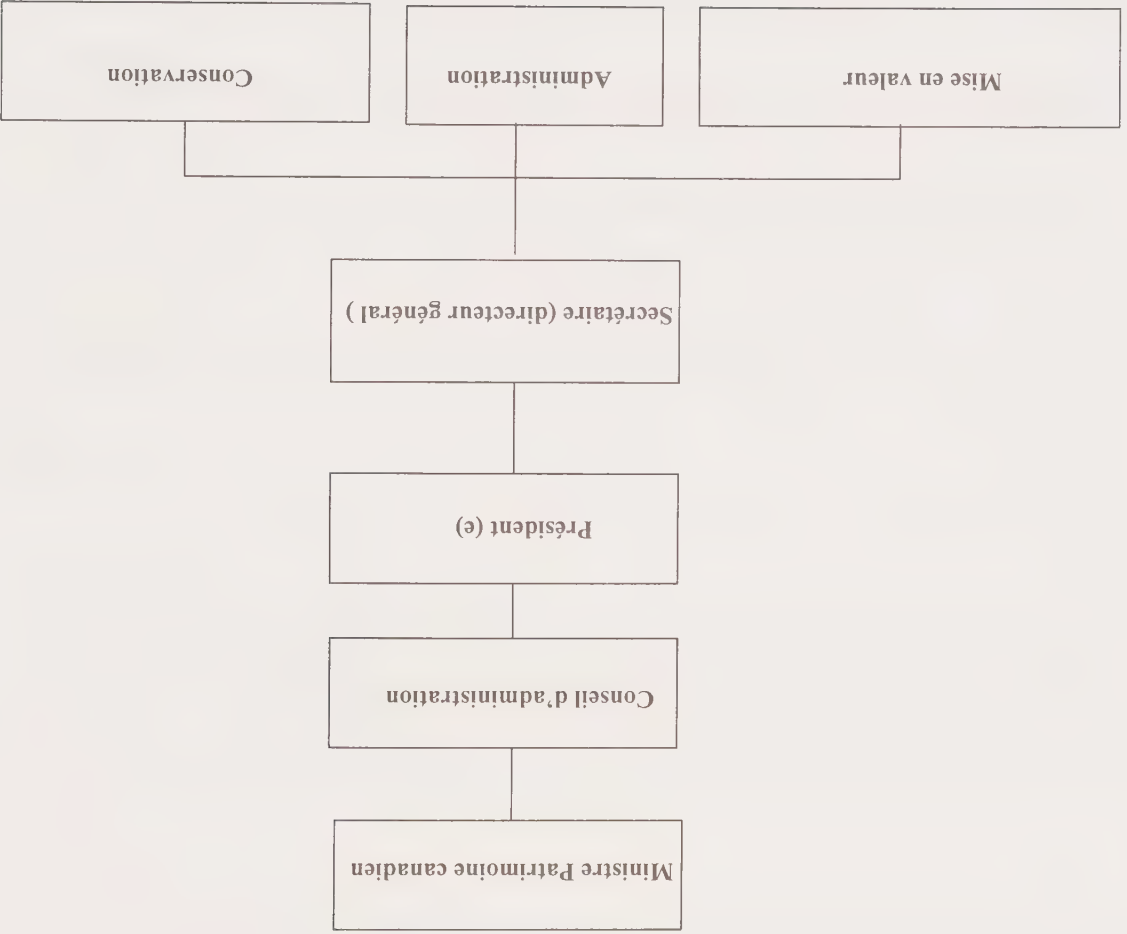 Ministre Patrimoine canadien
Conseil d'administration
Président (e)
Secrétaire (directeur général )
Mise en valeur
Administration
Conservation